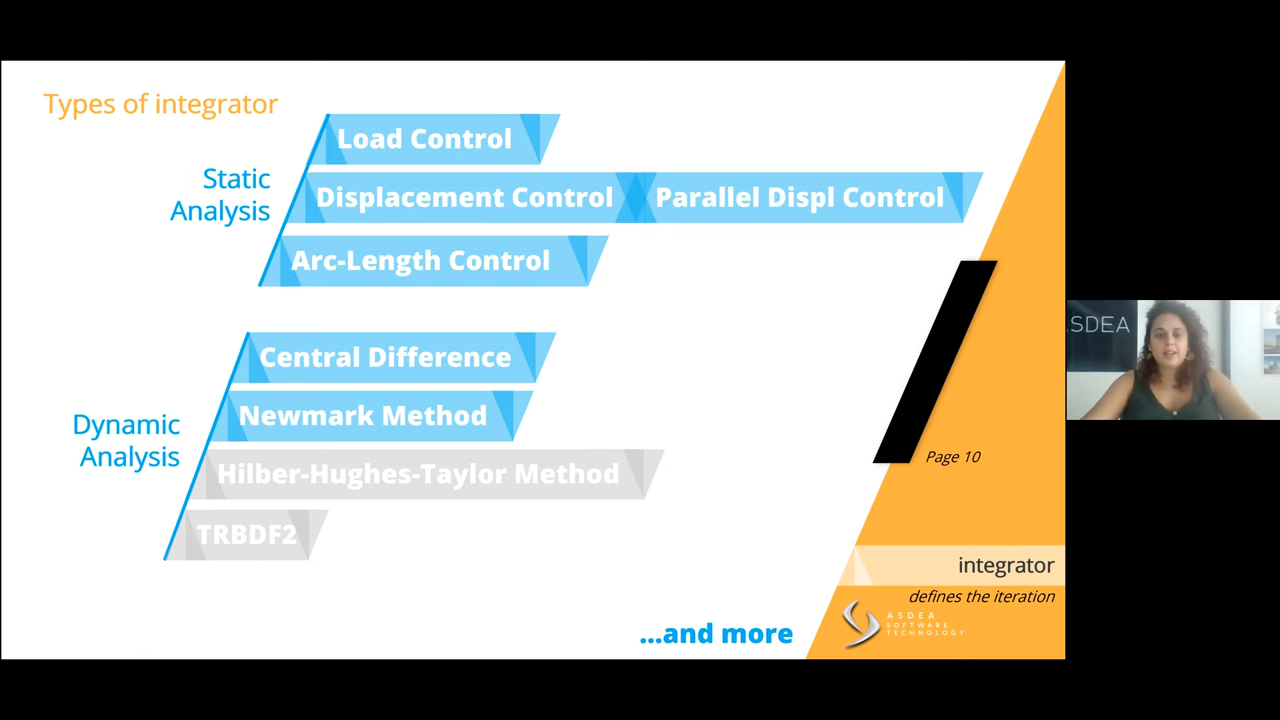 Types of integrator
Static
Analysis
Load Control
Displacement Control
Parallel Displ Control
Arc-Length Control
Dynamic
Analysis
Central Difference
Newmark Method
Hilber-Hughes-Taylor Method
TRBDF2
...and more
Page 10
integrator
defines the iteration
ASDEA
SOFTWARE
TECHNOLOGY
SDEA